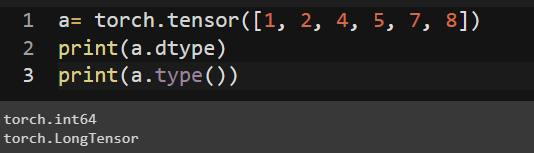 1 a= torch.tensor([1, 2, 4, 5, 7, 8])
2 print(a.dtype)
3 print(a.type())
torch.int64
torch.LongTensor